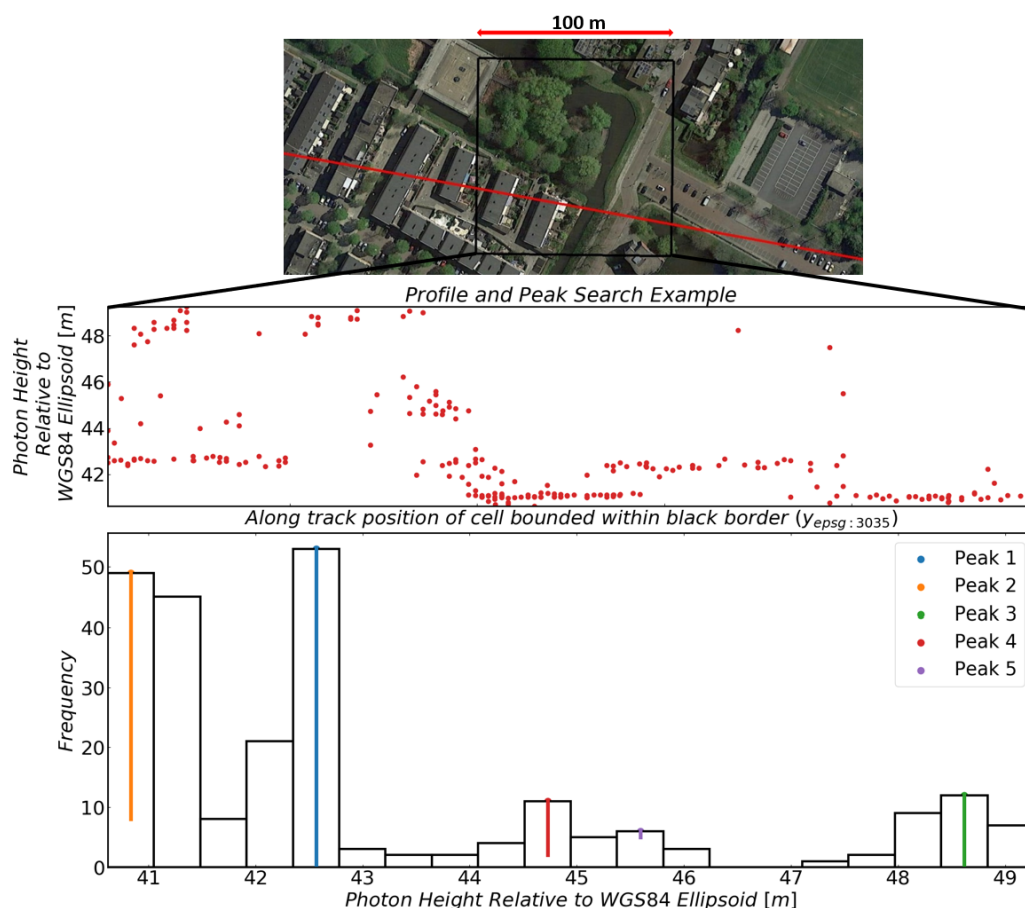 100 m
Profile and Peak Search Example
Photon Height
Relative to
WGS84 Ellipsoid [m]
48
46
44
42
Along track position of cell bounded within black border (y_epsg:3035)
Frequency
50
40
30
20
10
0
Peak 1
Peak 2
Peak 3
Peak 4
Peak 5
41 42 43 44 45 46 47 48 49
Photon Height Relative to WGS84 Ellipsoid [m]